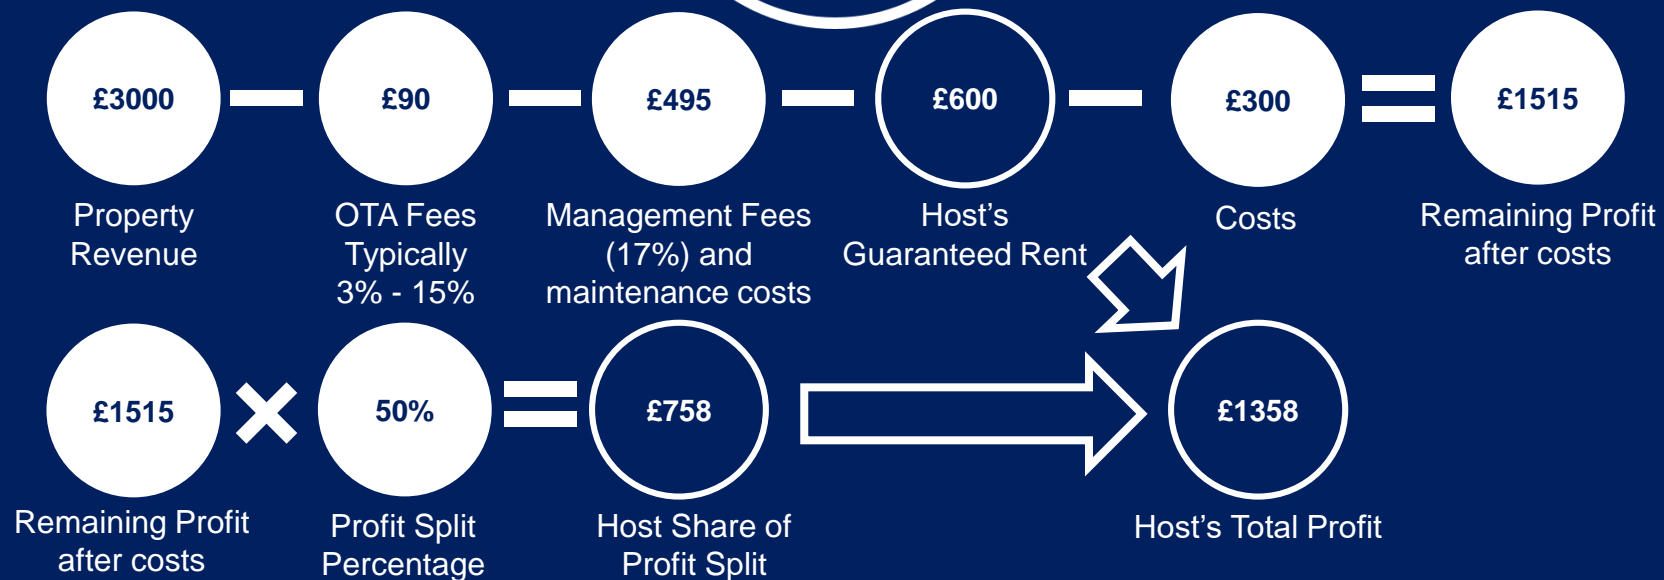 £3000
£90
£495
£600
£300
£1515
Property
Revenue
OTA Fees
Typically
3% - 15%
Management Fees
(17%) and
maintenance costs
Host's
Guaranteed Rent
Costs
Remaining Profit
after costs
£1515
50%
£758
£1358
Remaining Profit
after costs
Profit Split
Percentage
Host Share of
Profit Split
Host's Total Profit